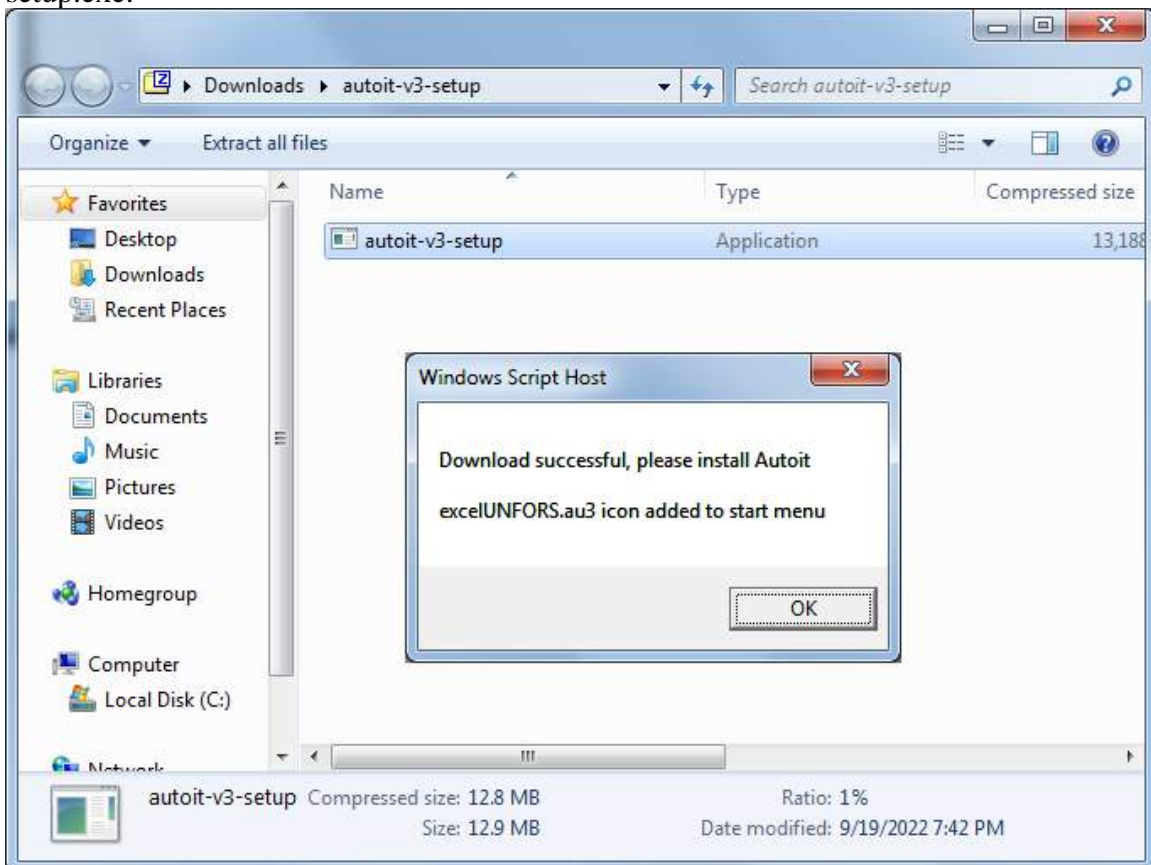 setup.exe.
Downloads autoit-v3-setup
Search autoit-v3-setup
Organize Extract all files
Name Type Compressed size
autoit-v3-setup Application 13,188
Favorites
Desktop
Downloads
Recent Places
Libraries
Documents
Music
Pictures
Videos
Homegroup
Computer
Local Disk (C:)
Network
Windows Script Host
Download successful, please install Autoit
excelUNFORS.au3 icon added to start menu
OK
autoit-v3-setup Compressed size: 12.8 MB Ratio: 1%
Size: 12.9 MB Date modified: 9/19/2022 7:42 PM